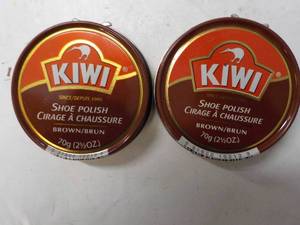 KIWI
SINCE/DEPUIS 1906
SHOE POLISH
CIRAGE À CHAUSSURE
BROWN/BRUN
70g (2½OZ)
KIWI
SHOE POLISH
CIRAGE À CHAUSSURE
BROWN/BRUN
70g (2½OZ)